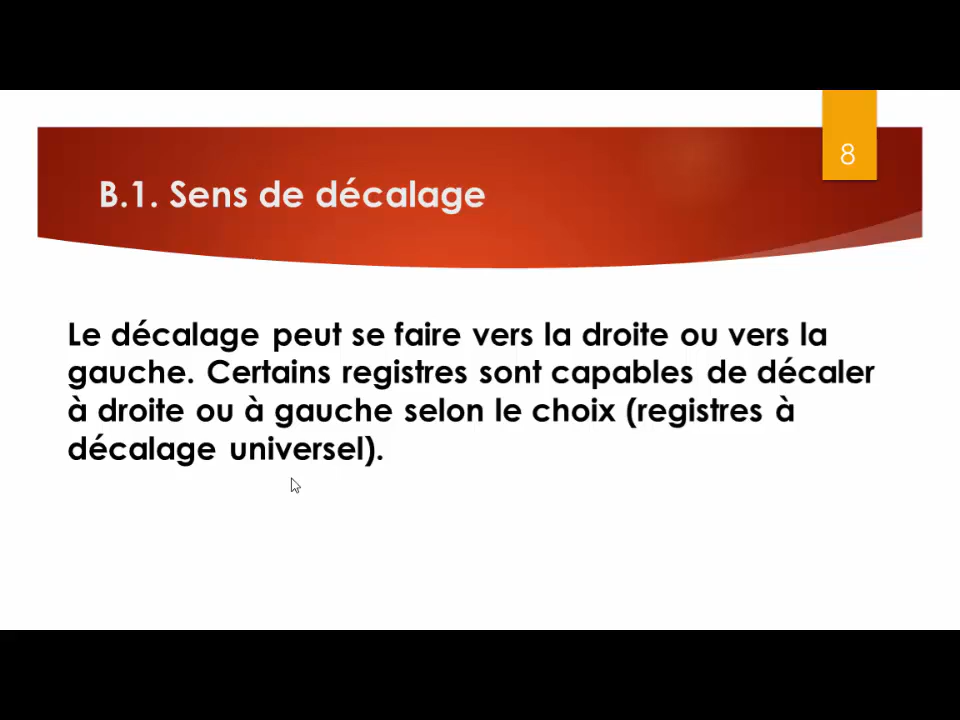 8
B.1. Sens de décalage
Le décalage peut se faire vers la droite ou vers la
gauche. Certains registres sont capables de décaler
à droite ou à gauche selon le choix (registres à
décalage universel).